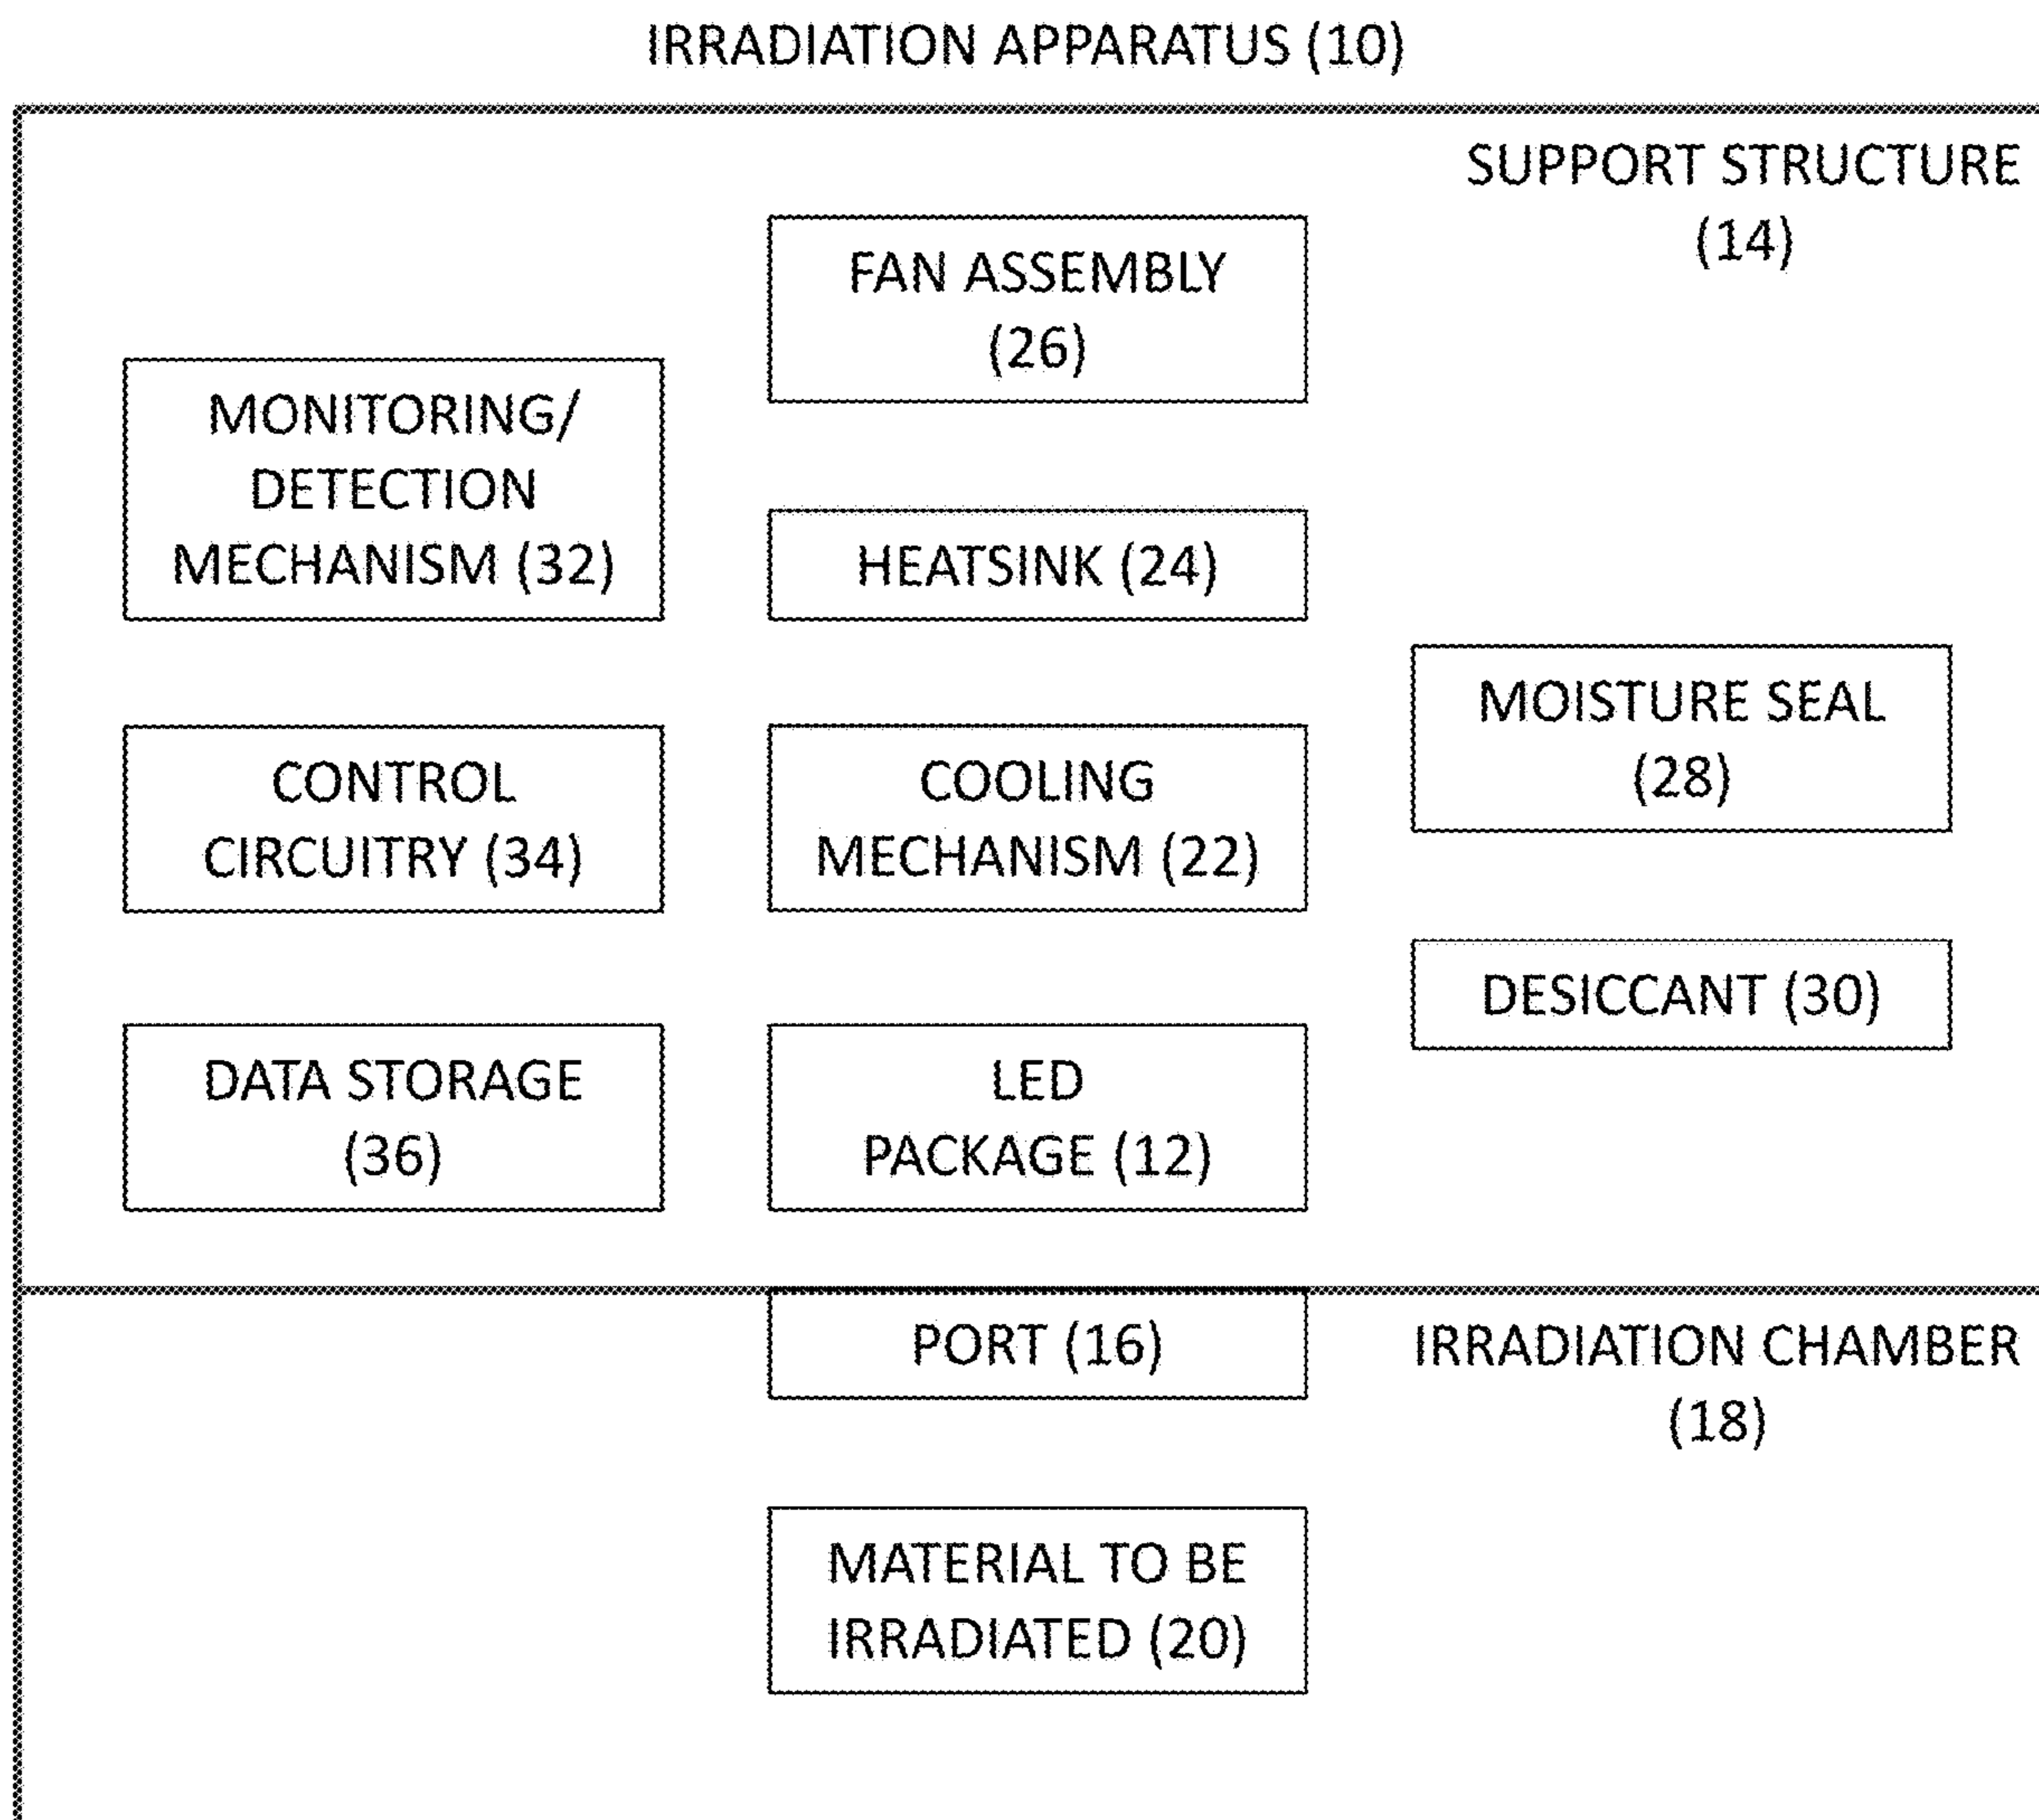 IRRADIATION APPARATUS (10)
SUPPORT STRUCTURE
(14)
FAN ASSEMBLY
(26)
MONITORING/
DETECTION
MECHANISM (32)
HEATSINK (24)
MOISTURE SEAL
(28)
CONTROL
CIRCUITRY (34)
COOLING
MECHANISM (22)
DESICCANT (30)
DATA STORAGE
(36)
LED
PACKAGE (12)
PORT (16)
IRRADIATION CHAMBER
(18)
MATERIAL TO BE
IRRADIATED (20)